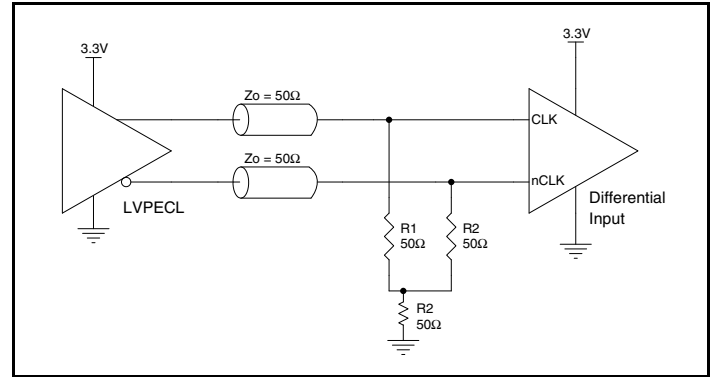 3.3V
3.3V
Zo = 50Ω
CLK
Zo = 50Ω
nCLK
LVPECL
Differential
Input
R1
50Ω
R2
50Ω
R2
50Ω